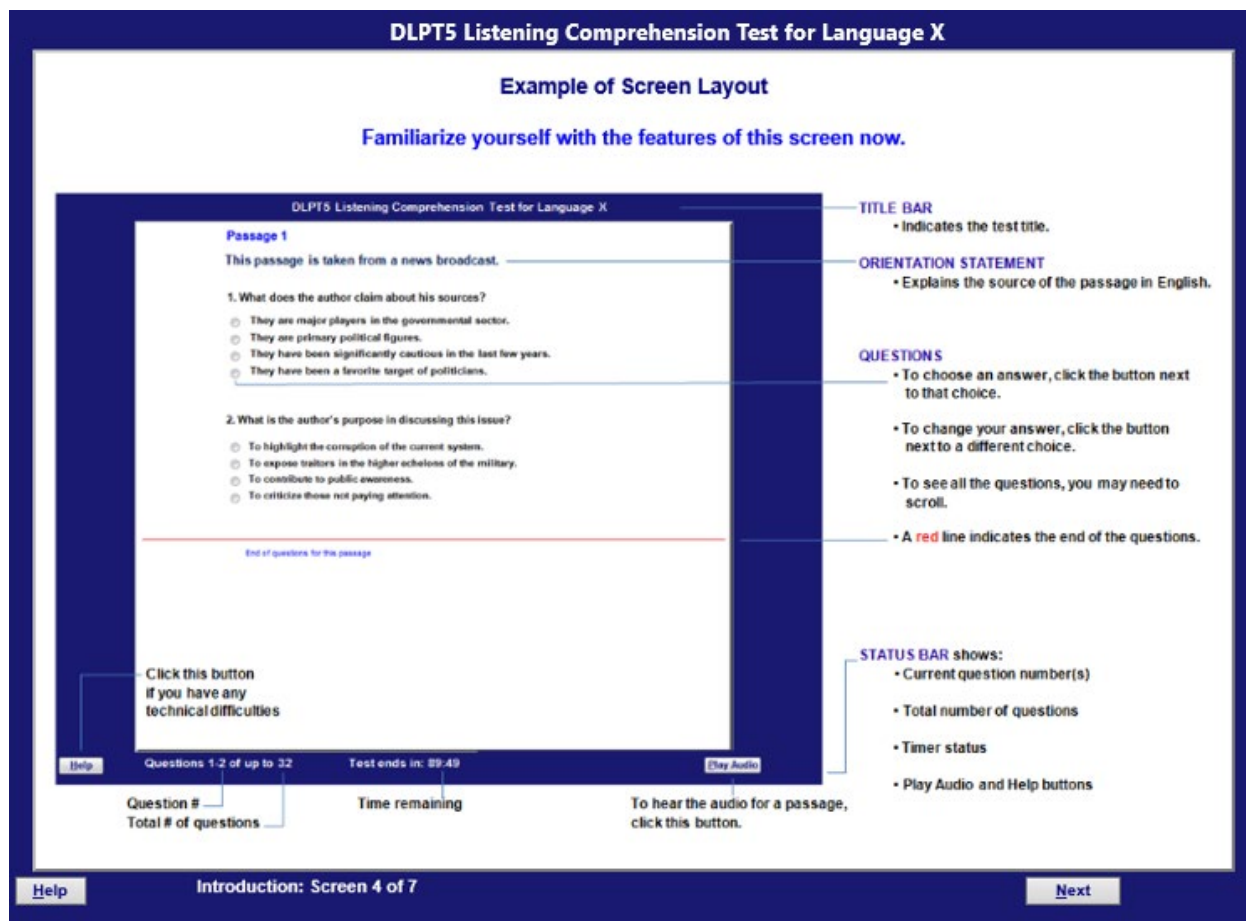 DLPT5 Listening Comprehension Test for Language X
Example of Screen Layout
Familiarize yourself with the features of this screen now.
DLPT5 Listening Comprehension Test for Language X
Passage 1
This passage is taken from a news broadcast.
1. What does the author claim about his sources?
They are major players in the governmental sector.
They are primary political figures.
They have been significantly cautious in the last few years.
They have been a favorite target of politicians.
2. What is the author's purpose in discussing this issue?
To highlight the corruption of the current system.
To expose traitors in the higher echelons of the military.
To contribute to public awareness.
To criticize those not paying attention.
End of questions for this passage
Click this button
if you have any
technical difficulties
Help
Questions 1-2 of up to 32
Test ends in: 89:49
Play Audio
Question #
Total # of questions
Time remaining
To hear the audio for a passage,
click this button.
TITLE BAR
• Indicates the test title.
ORIENTATION STATEMENT
• Explains the source of the passage in English.
QUESTIONS
• To choose an answer, click the button next
to that choice.
• To change your answer, click the button
next to a different choice.
• To see all the questions, you may need to
scroll.
• A red line indicates the end of the questions.
STATUS BAR shows:
• Current question number(s)
• Total number of questions
• Timer status
• Play Audio and Help buttons
Help
Introduction: Screen 4 of 7
Next